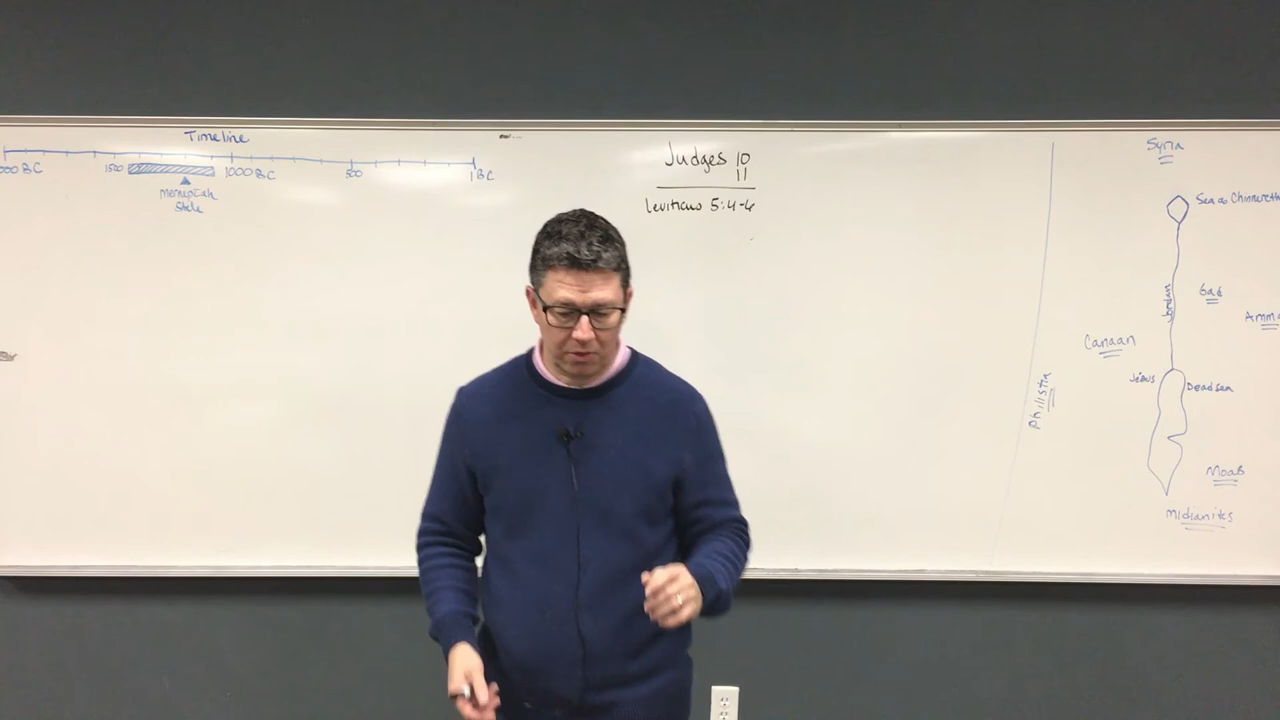 Timeline
000 BC
1500
1000 BC
500
1 BC
Merneptah
Stele
Judges 10
11
Leviticus 5:4-6
Syria
Sea of Chinnereth
Jordan
Gad
Ammo
Canaan
Jebus
Dead Sea
Philistia
Moab
Midianites